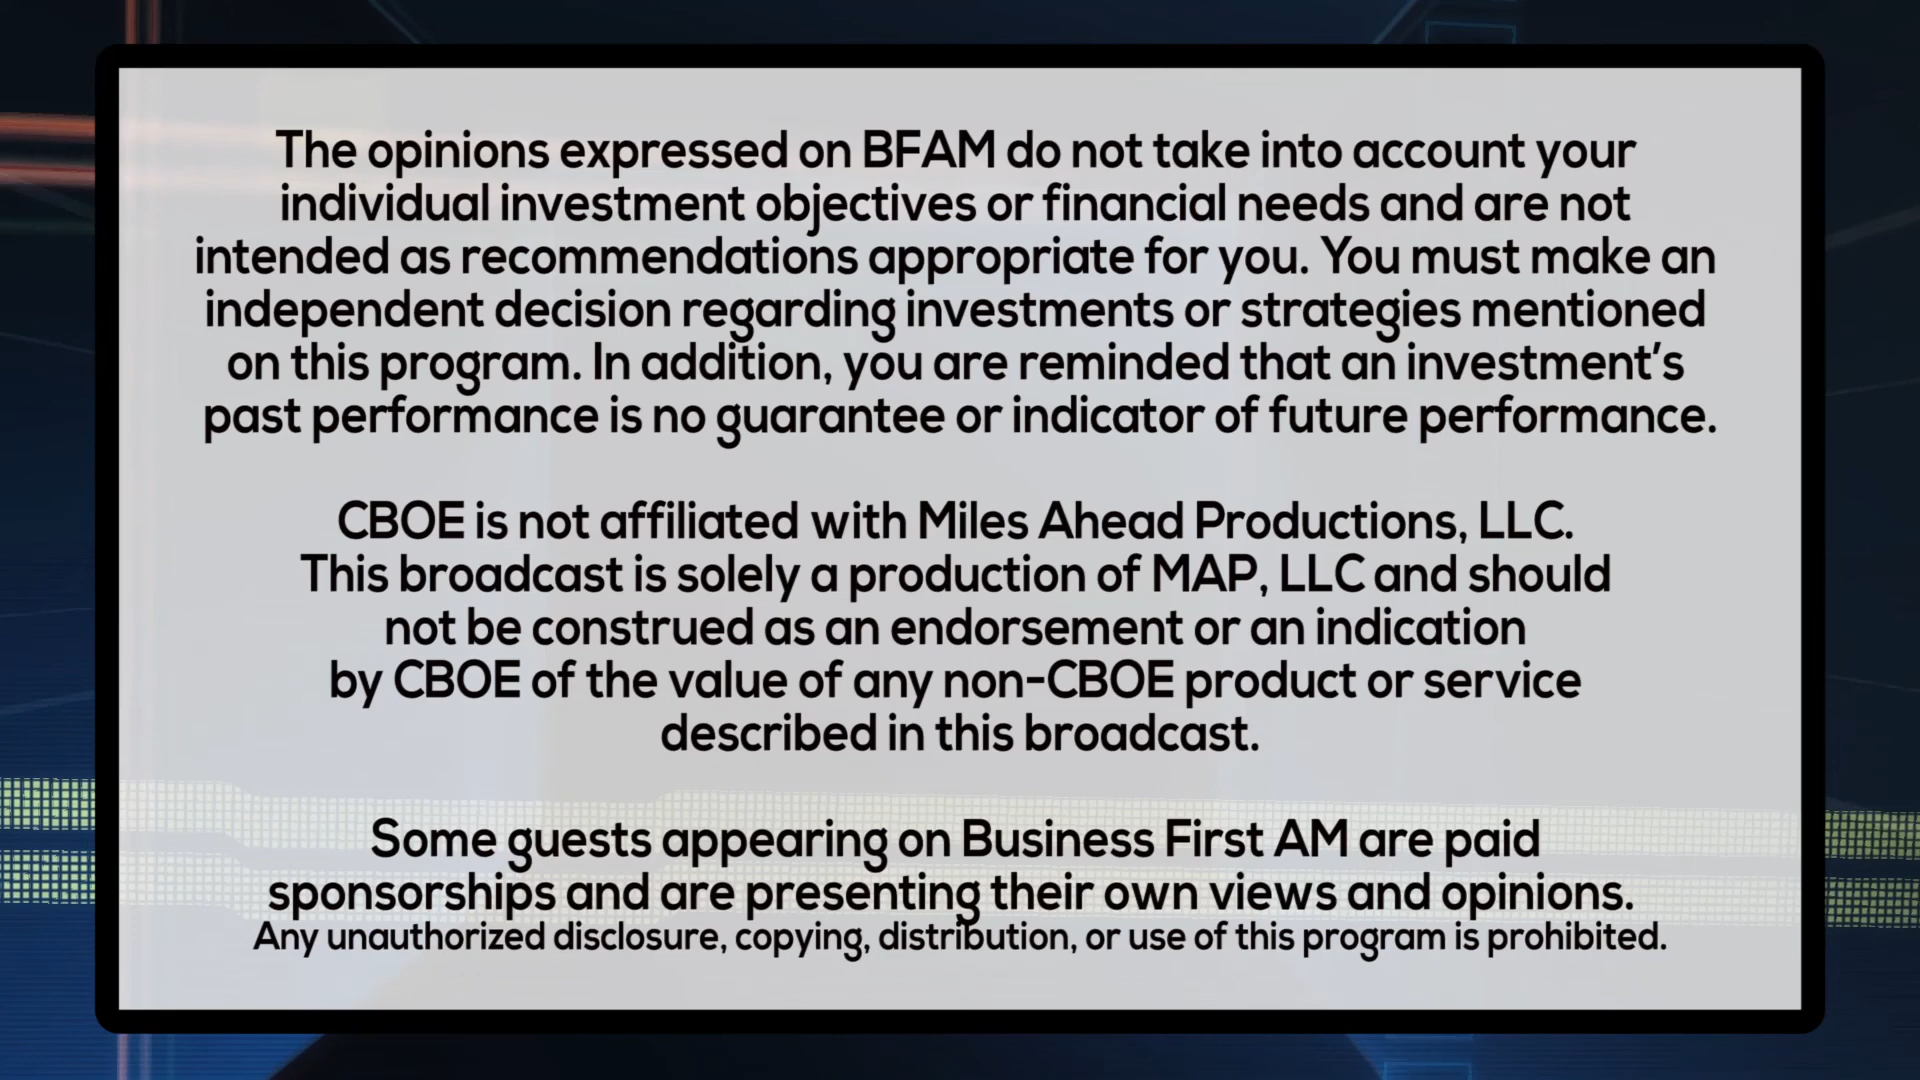 The opinions expressed on BFAM do not take into account your
individual investment objectives or financial needs and are not
intended as recommendations appropriate for you. You must make an
independent decision regarding investments or strategies mentioned
on this program. In addition, you are reminded that an investment’s
past performance is no guarantee or indicator of future performance.
CBOE is not affiliated with Miles Ahead Productions, LLC.
This broadcast is solely a production of MAP, LLC and should
not be construed as an endorsement or an indication
by CBOE of the value of any non-CBOE product or service
described in this broadcast.
Some guests appearing on Business First AM are paid
sponsorships and are presenting their own views and opinions.
Any unauthorized disclosure, copying, distribution, or use of this program is prohibited.